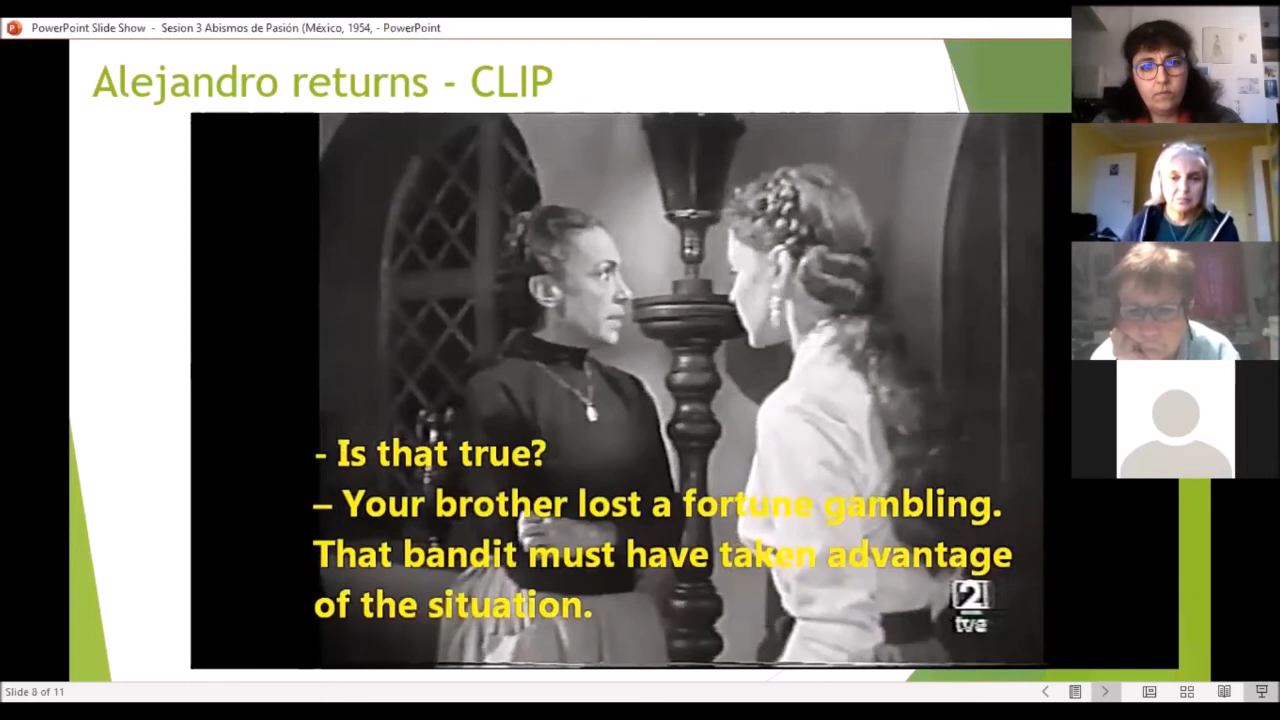 PowerPoint Slide Show - Sesion 3 Abismos de Pasión (México, 1954, - PowerPoint
Alejandro returns - CLIP
- Is that true?
– Your brother lost a fortune gambling.
That bandit must have taken advantage
of the situation.
2
tve
Slide 8 of 11